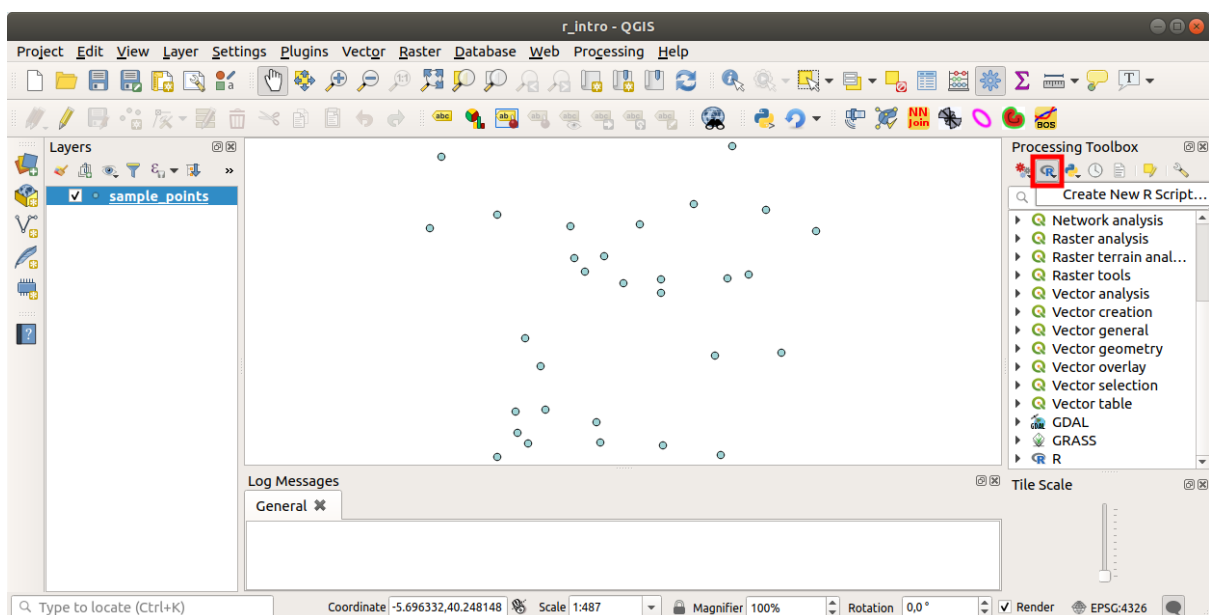 r_intro - QGIS
Project Edit View Layer Settings Plugins Vector Raster Database Web Processing Help
Layers
sample_points
Processing Toolbox
Create New R Script...
Network analysis
Raster analysis
Raster terrain anal...
Raster tools
Vector analysis
Vector creation
Vector general
Vector geometry
Vector overlay
Vector selection
Vector table
GDAL
GRASS
R
Log Messages
General
Tile Scale
Type to locate (Ctrl+K)
Coordinate -5.696332,40.248148 Scale 1:487 Magnifier 100% Rotation 0,0 ° Render EPSG:4326